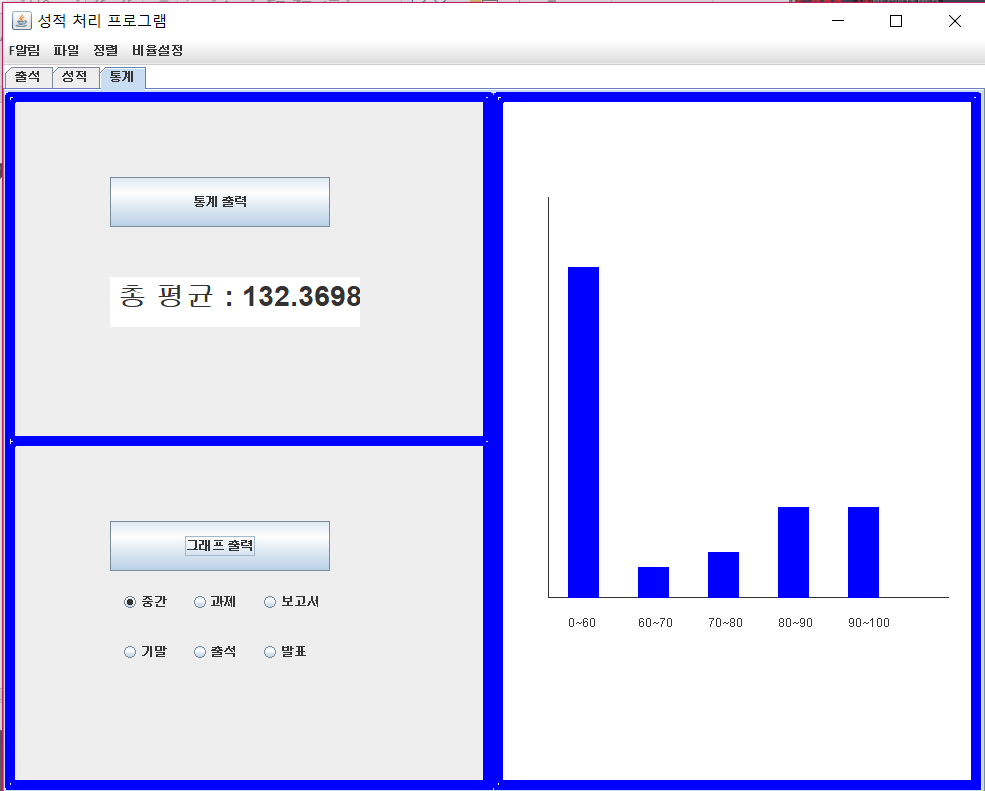 성적 처리 프로그램
F알림 파일 정렬 비율설정
출석 성적 통계
통계 출력
총 평균 : 132.3698
그래프 출력
중간 과제 보고서
기말 출석 발표
0~60 60~70 70~80 80~90 90~100